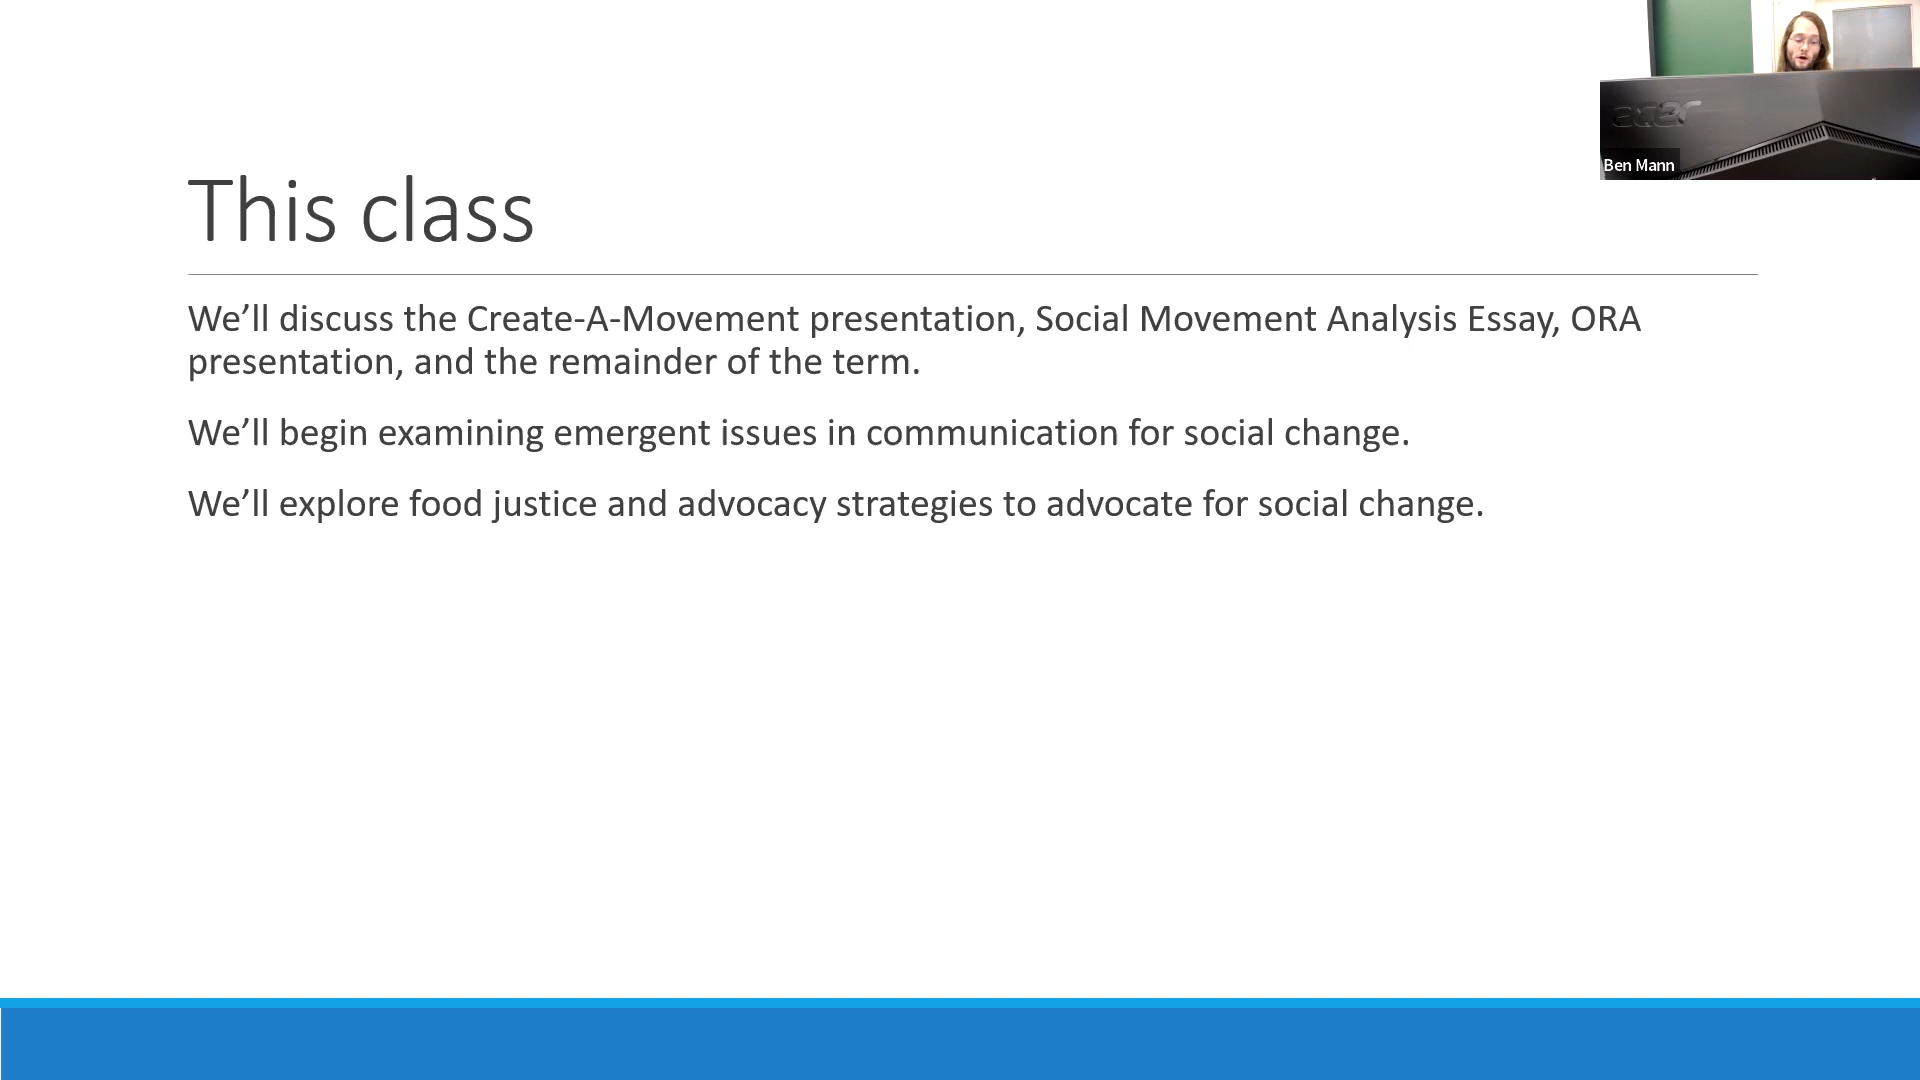 acer
Ben Mann
This class
We’ll discuss the Create-A-Movement presentation, Social Movement Analysis Essay, ORA
presentation, and the remainder of the term.
We’ll begin examining emergent issues in communication for social change.
We’ll explore food justice and advocacy strategies to advocate for social change.